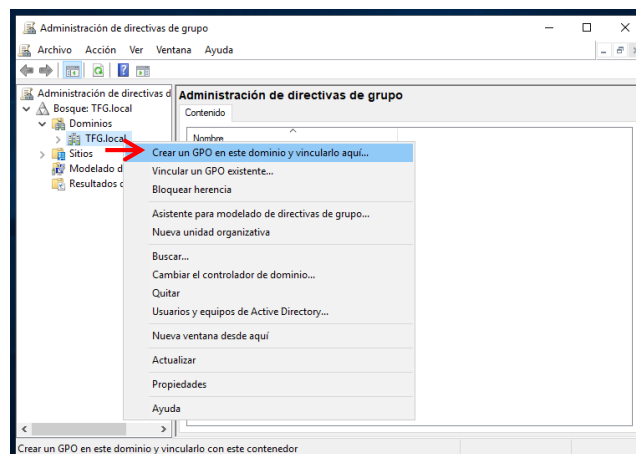 Administración de directivas de grupo
Archivo Acción Ver Ventana Ayuda
Administración de directivas d
Bosque: TFG.local
Dominios
TFG.local
Sitios
Modelado d
Resultados
Administración de directivas de grupo
Contenido
Nombre
Crear un GPO en este dominio y vincularlo aquí...
Vincular un GPO existente...
Bloquear herencia
Asistente para modelado de directivas de grupo...
Nueva unidad organizativa
Buscar...
Cambiar el controlador de dominio...
Quitar
Usuarios y equipos de Active Directory...
Nueva ventana desde aquí
Actualizar
Propiedades
Ayuda
Crear un GPO en este dominio y vincularlo con este contenedor